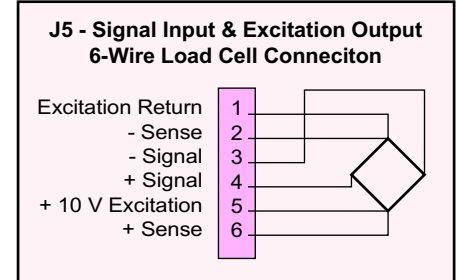 J5 - Signal Input & Excitation Output
6-Wire Load Cell Conneciton
Excitation Return 1
- Sense 2
- Signal 3
+ Signal 4
+ 10 V Excitation 5
+ Sense 6